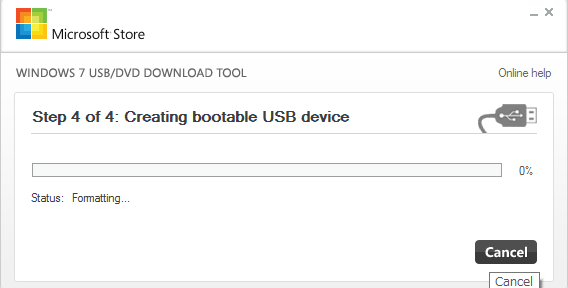 Microsoft Store
WINDOWS 7 USB/DVD DOWNLOAD TOOL
Online help
Step 4 of 4: Creating bootable USB device
0%
Status: Formatting...
Cancel
Cancel